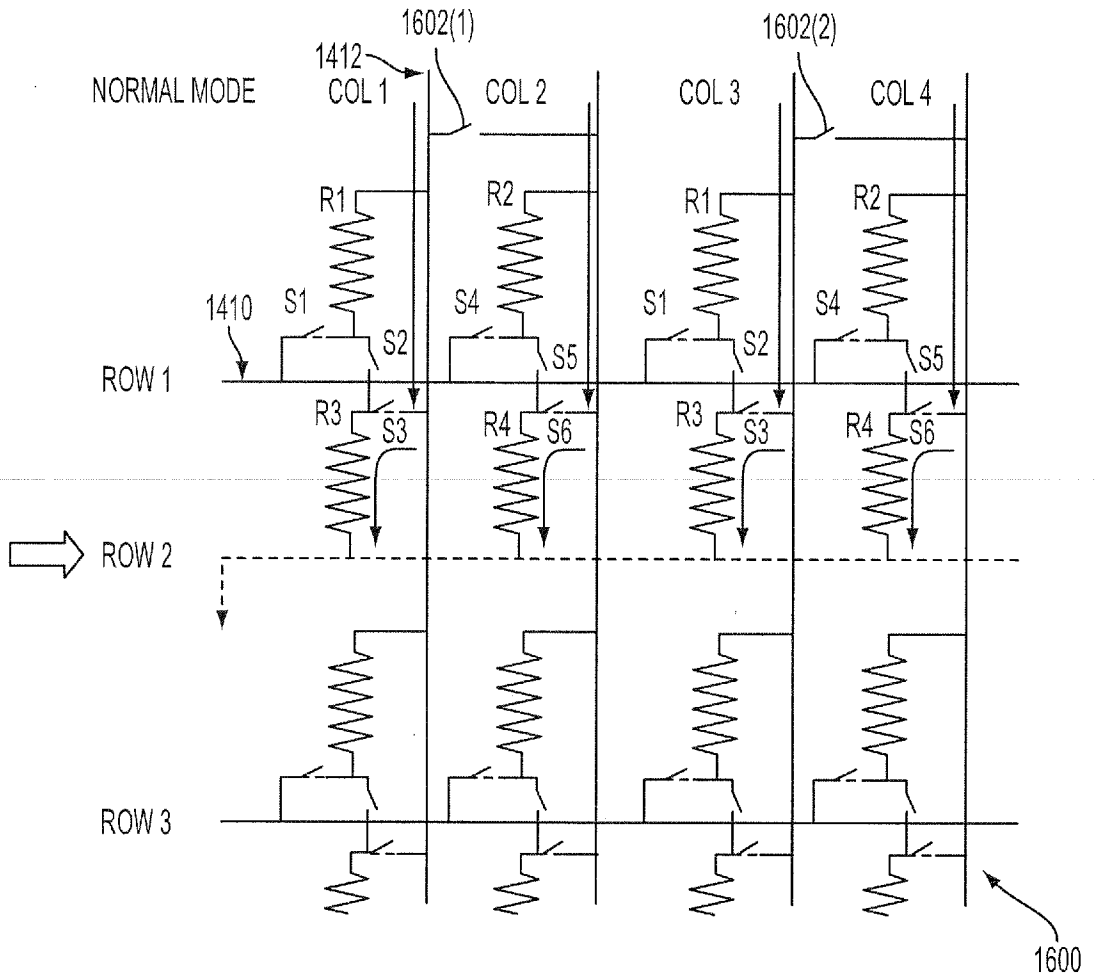 1602(1)
1602(2)
1412
NORMAL MODE COL 1 COL 2 COL 3 COL 4
R1 R2 R1 R2
S1 S4 S1 S4
1410
S2 S5 S2 S5
ROW 1
R3 R4 R3 R4
S3 S6 S3 S6
ROW 2
ROW 3
1600